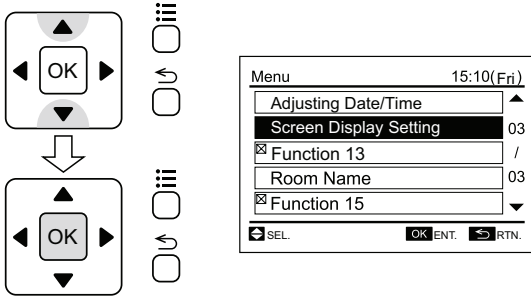 OK
OK
Menu 15:10(Fri)
Adjusting Date/Time
Screen Display Setting
03
Function 13
/
Room Name
03
Function 15
SEL. OK ENT. RTN.